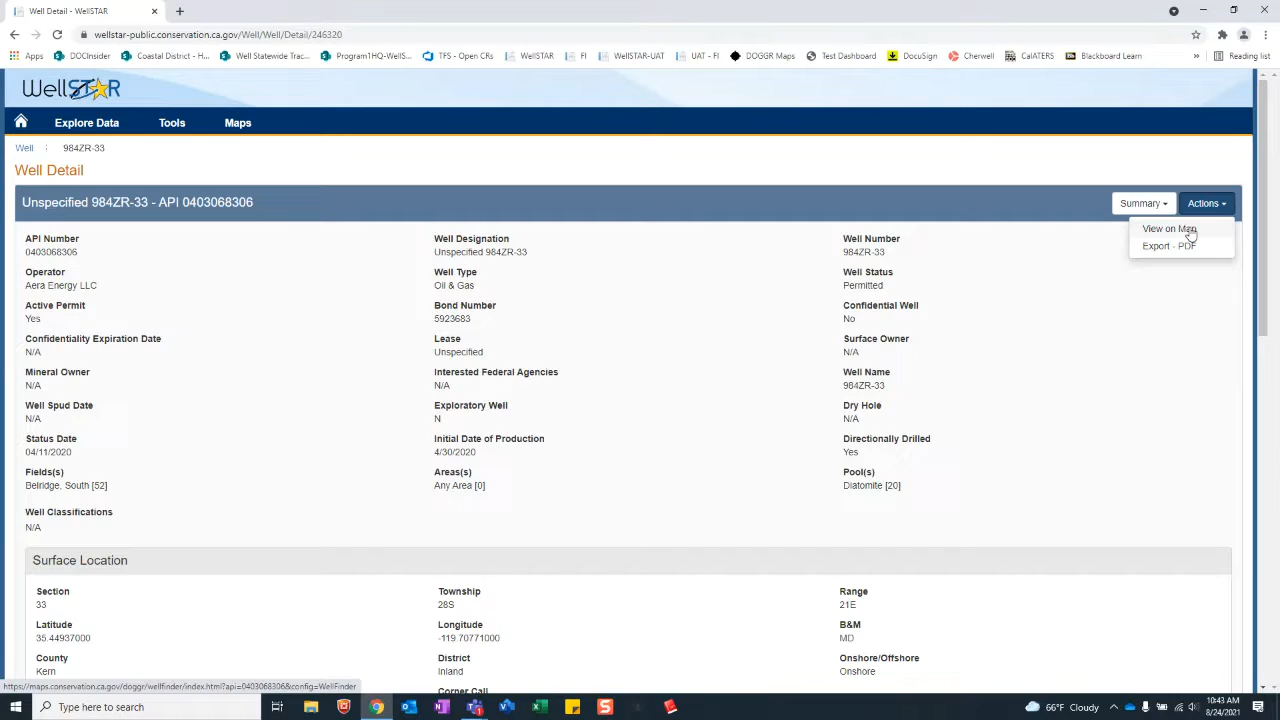 Well Detail - WellSTAR
wellstar-public.conservation.ca.gov/Well/Well/Detail/246320
Apps DOCInsider Coastal District - H... Well Statewide Trac... Program1HQ-WellS... TFS - Open CRs WellSTAR FI WellSTAR-UAT UAT - FI DOGGR Maps Test Dashboard DocuSign Cherwell CalATERS Blackboard Learn » Reading list
WellSTAR
Explore Data Tools Maps
Well 984ZR-33
Well Detail
Unspecified 984ZR-33 - API 0403068306 Summary Actions
View on Map
Export - PDF
API Number Well Designation Well Number
0403068306 Unspecified 984ZR-33 984ZR-33
Operator Well Type Well Status
Aera Energy LLC Oil & Gas Permitted
Active Permit Bond Number Confidential Well
Yes 5923683 No
Confidentiality Expiration Date Lease Surface Owner
N/A Unspecified N/A
Mineral Owner Interested Federal Agencies Well Name
N/A N/A 984ZR-33
Well Spud Date Exploratory Well Dry Hole
N/A N N/A
Status Date Initial Date of Production Directionally Drilled
04/11/2020 4/30/2020 Yes
Fields(s) Areas(s) Pool(s)
Belridge, South [52] Any Area [0] Diatomite [20]
Well Classifications
N/A
Surface Location
Section Township Range
33 28S 21E
Latitude Longitude B&M
35.44937000 -119.70771000 MD
County District Onshore/Offshore
Kern Inland Onshore
https://maps.conservation.ca.gov/doggr/wellfinder/index.html?api=0403068306&config=WellFinder
Corner Call
Type here to search 66°F Cloudy 10:43 AM
8/24/2021